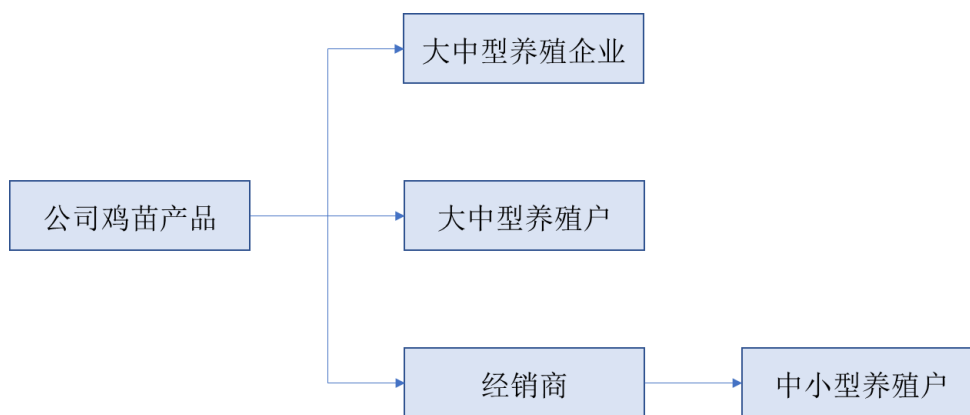 大中型养殖企业
公司鸡苗产品
大中型养殖户
经销商
中小型养殖户